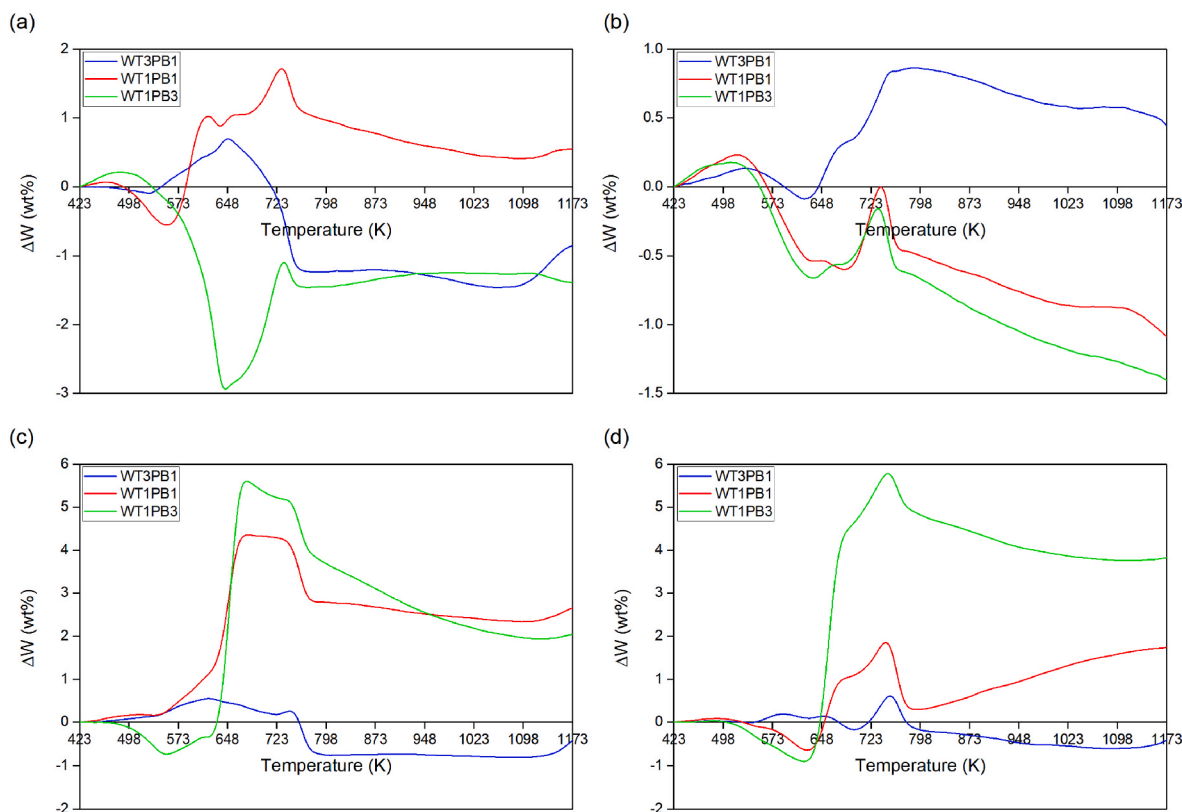 (a)
2
1
0
-1
-2
-3
ΔW (wt%)
WT3PB1
WT1PB1
WT1PB3
423 498 573 648 723 798 873 948 1023 1098 1173
Temperature (K)
(b)
1.0
0.5
0.0
-0.5
-1.0
-1.5
ΔW (wt%)
WT3PB1
WT1PB1
WT1PB3
423 498 573 648 723 798 873 948 1023 1098 1173
Temperature (K)
(c)
6
5
4
3
2
1
0
-1
-2
ΔW (wt%)
WT3PB1
WT1PB1
WT1PB3
423 498 573 648 723 798 873 948 1023 1098 1173
Temperature (K)
(d)
6
5
4
3
2
1
0
-1
-2
ΔW (wt%)
WT3PB1
WT1PB1
WT1PB3
423 498 573 648 723 798 873 948 1023 1098 1173
Temperature (K)